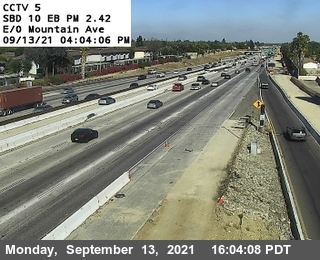 CCTV 5
SBD 10 EB PM 2.42
E/O Mountain Ave
09/13/21 04:04:06 PM
Monday, September 13, 2021 16:04:08 PDT